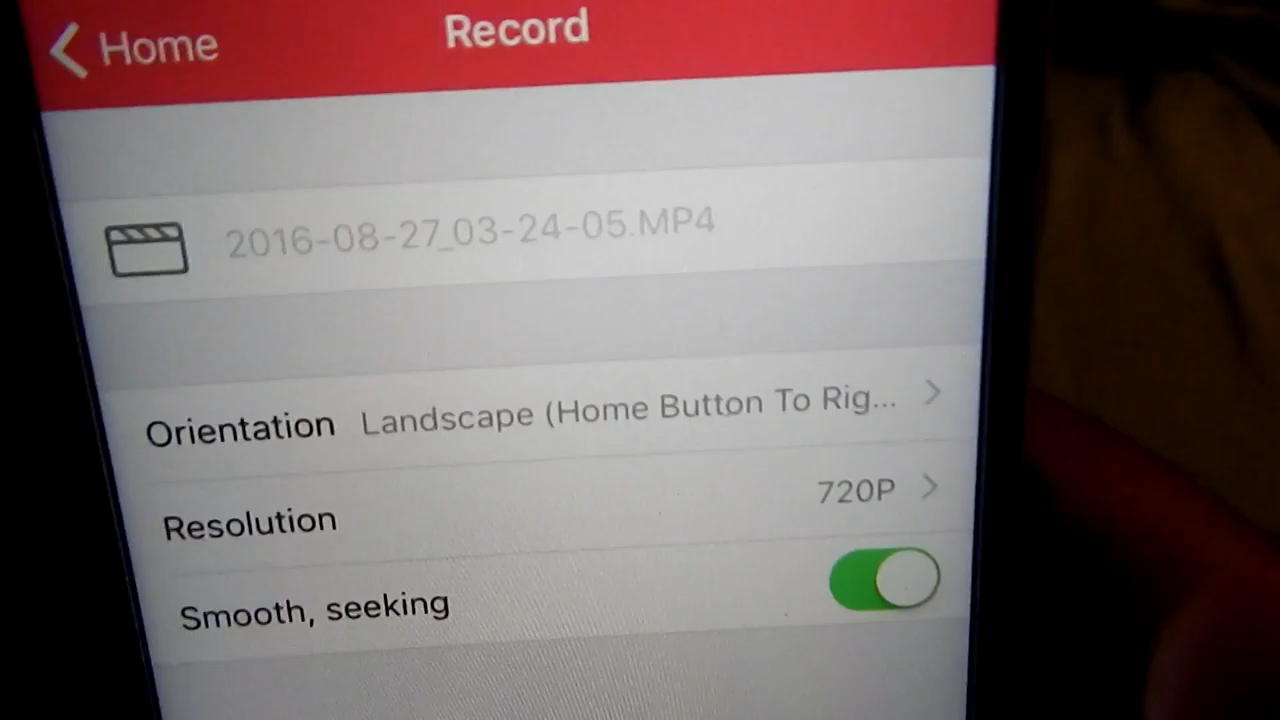 Home
Record
2016-08-27_03-24-05.MP4
Orientation Landscape (Home Button To Rig...
Resolution 720P
Smooth, seeking